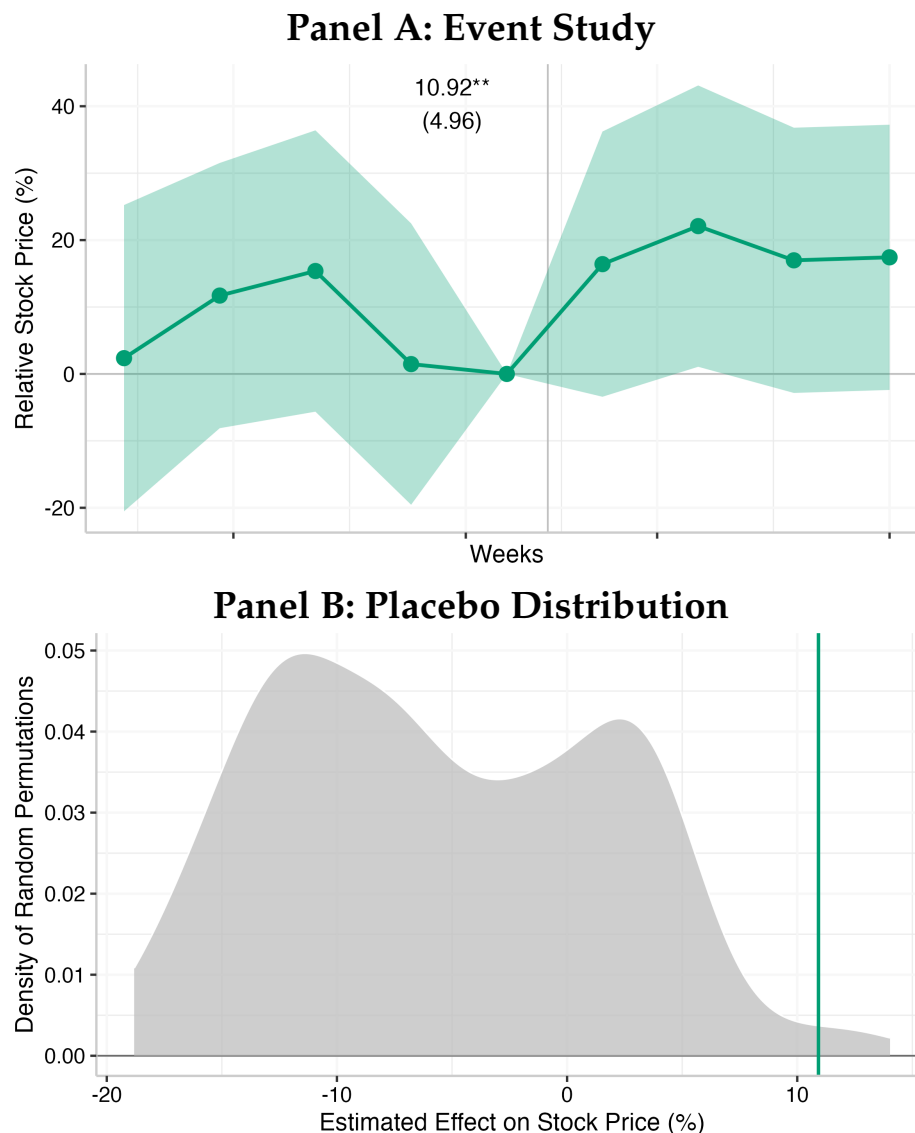 Panel A: Event Study
10.92**
(4.96)
40
20
0
-20
Relative Stock Price (%)
Weeks
Panel B: Placebo Distribution
0.05
0.04
0.03
0.02
0.01
0.00
Density of Random Permutations
-20 -10 0 10
Estimated Effect on Stock Price (%)